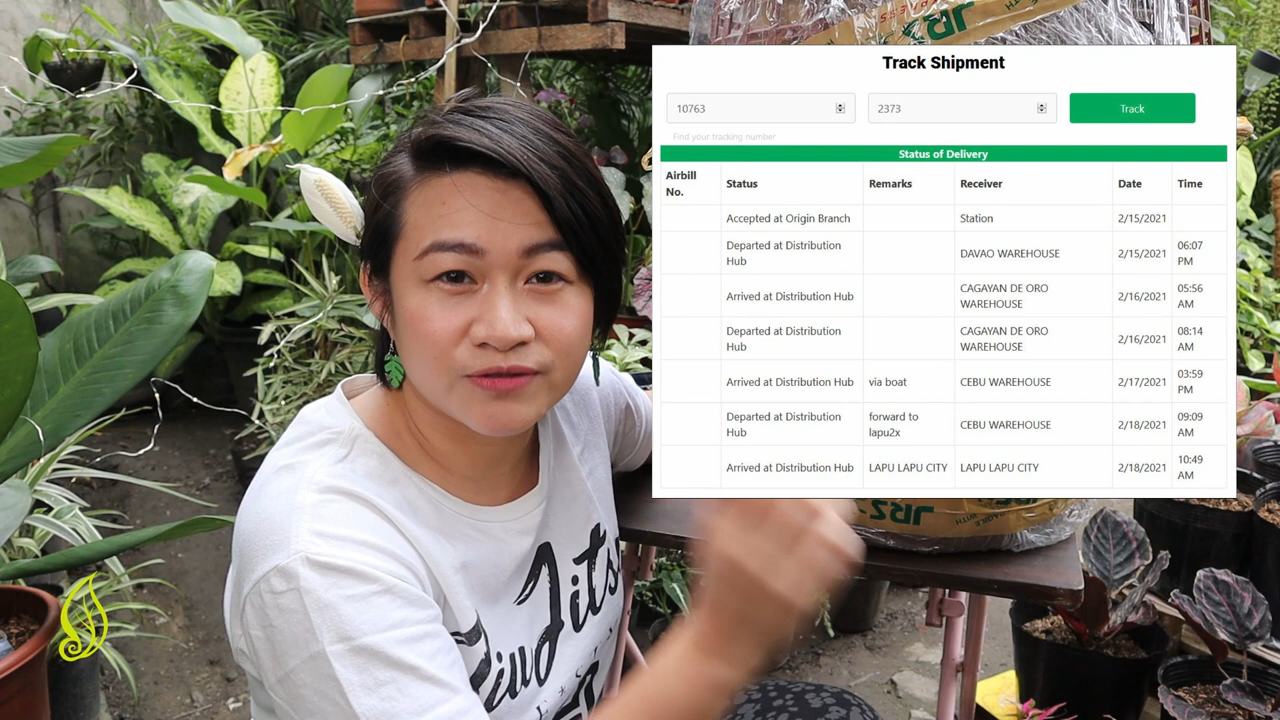 JRS
Track Shipment
10763 2373 Track
Find your tracking number
Status of Delivery
Airbill No. Status Remarks Receiver Date Time
Accepted at Origin Branch Station 2/15/2021
Departed at Distribution Hub DAVAO WAREHOUSE 2/15/2021 06:07 PM
Arrived at Distribution Hub CAGAYAN DE ORO WAREHOUSE 2/16/2021 05:56 AM
Departed at Distribution Hub CAGAYAN DE ORO WAREHOUSE 2/16/2021 08:14 AM
Arrived at Distribution Hub via boat CEBU WAREHOUSE 2/17/2021 03:59 PM
Departed at Distribution Hub forward to lapu2x CEBU WAREHOUSE 2/18/2021 09:09 AM
Arrived at Distribution Hub LAPU LAPU CITY LAPU LAPU CITY 2/18/2021 10:49 AM
JRS
Jiu Jits